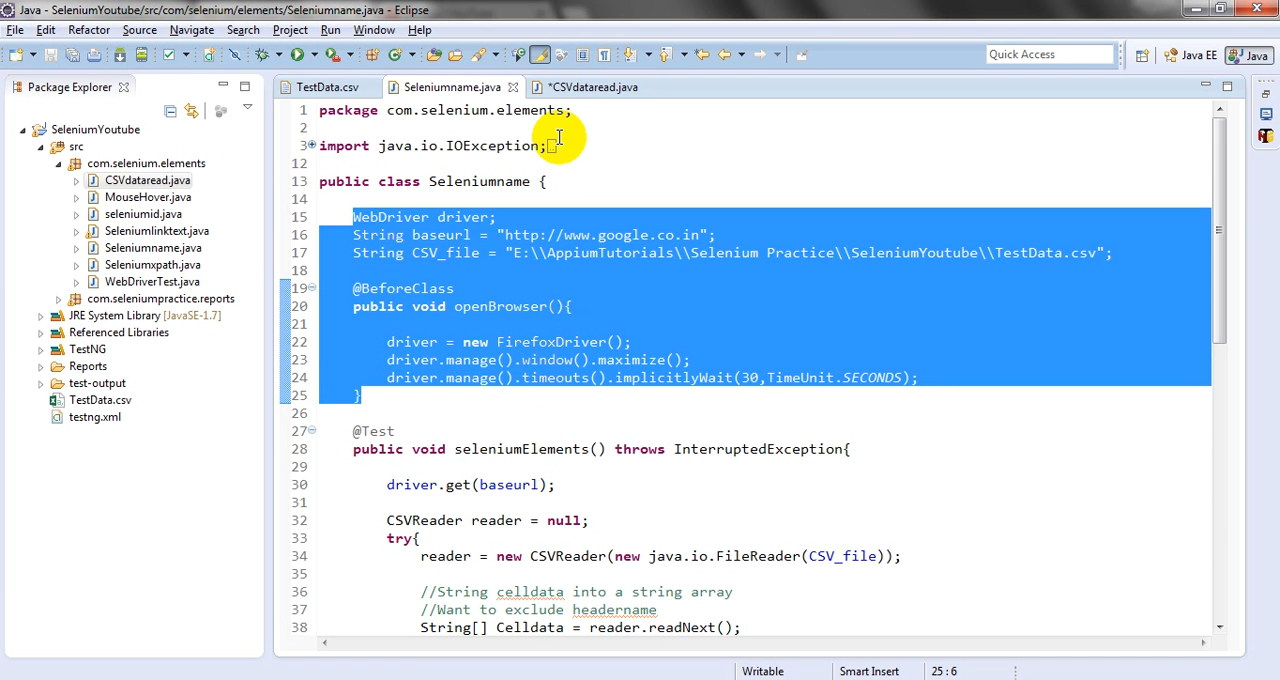 Java - SeleniumYoutube/src/com/selenium/elements/Seleniumname.java - Eclipse
File Edit Refactor Source Navigate Search Project Run Window Help
Quick Access
Java EE
Java
Package Explorer
SeleniumYoutube
src
com.selenium.elements
CSVdataread.java
MouseHover.java
seleniumid.java
Seleniumlinktext.java
Seleniumname.java
Seleniumxpath.java
WebDriverTest.java
com.seleniumpractice.reports
JRE System Library [JavaSE-1.7]
Referenced Libraries
TestNG
Reports
test-output
TestData.csv
testng.xml
TestData.csv Seleniumname.java *CSVdataread.java
1 package com.selenium.elements;
2
3 import java.io.IOException;
12
13 public class Seleniumname {
14
15 WebDriver driver;
16 String baseurl = "http://www.google.co.in";
17 String CSV_file = "E:\\AppiumTutorials\\Selenium Practice\\SeleniumYoutube\\TestData.csv";
18
19 @BeforeClass
20 public void openBrowser(){
21
22 driver = new FirefoxDriver();
23 driver.manage().window().maximize();
24 driver.manage().timeouts().implicitlyWait(30,TimeUnit.SECONDS);
25 }
26
27 @Test
28 public void seleniumElements() throws InterruptedException{
29
30 driver.get(baseurl);
31
32 CSVReader reader = null;
33 try{
34 reader = new CSVReader(new java.io.FileReader(CSV_file));
35
36 //String celldata into a string array
37 //Want to exclude headername
38 String[] Celldata = reader.readNext();
Writable
Smart Insert
25 : 6